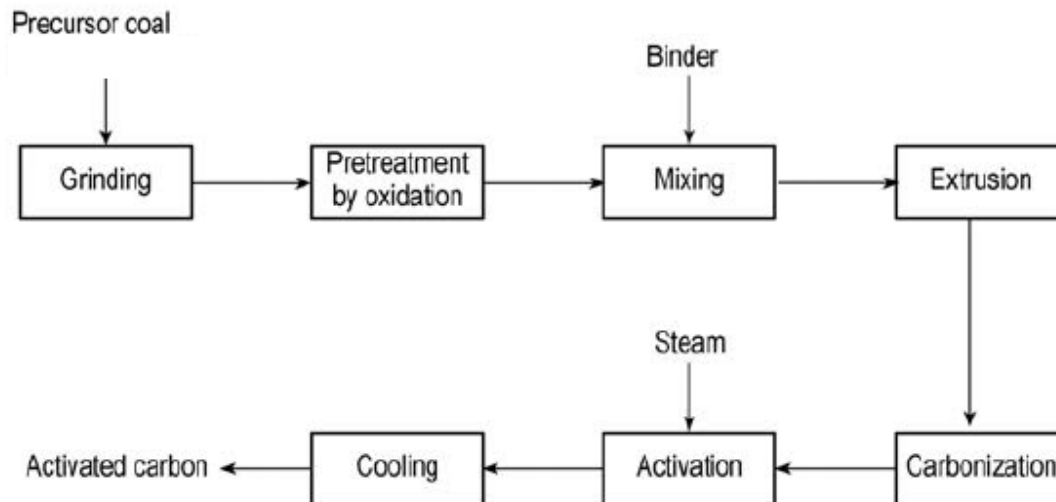 Precursor coal
Binder
Grinding
Pretreatment
by oxidation
Mixing
Extrusion
Steam
Activated carbon
Cooling
Activation
Carbonization